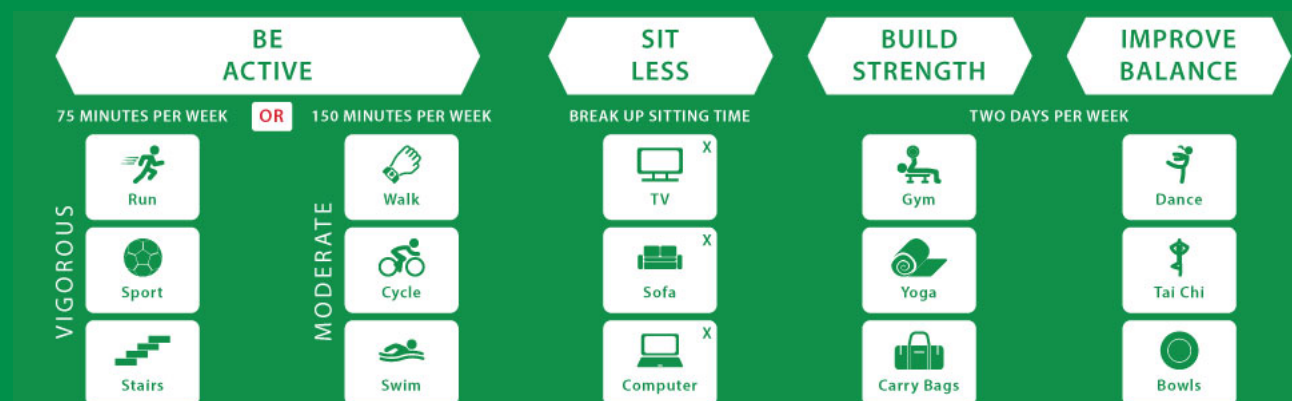 BE
ACTIVE
SIT
LESS
BUILD
STRENGTH
IMPROVE
BALANCE
75 MINUTES PER WEEK OR 150 MINUTES PER WEEK
BREAK UP SITTING TIME
TWO DAYS PER WEEK
VIGOROUS
Run
Sport
Stairs
MODERATE
Walk
Cycle
Swim
X
TV
X
Sofa
X
Computer
Gym
Yoga
Carry Bags
Dance
Tai Chi
Bowls